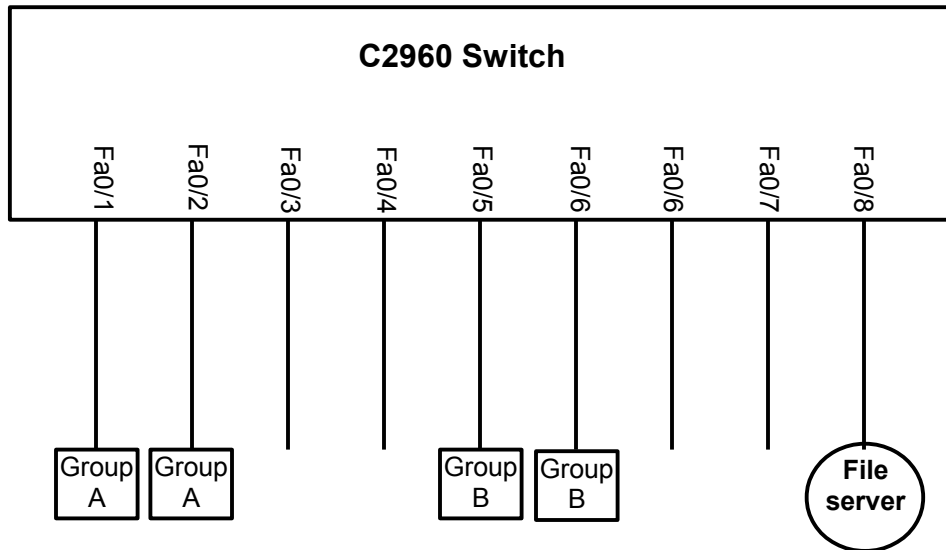 C2960 Switch
Fa0/1
Fa0/2
Fa0/3
Fa0/4
Fa0/5
Fa0/6
Fa0/6
Fa0/7
Fa0/8
Group
A
Group
A
Group
B
Group
B
File
server